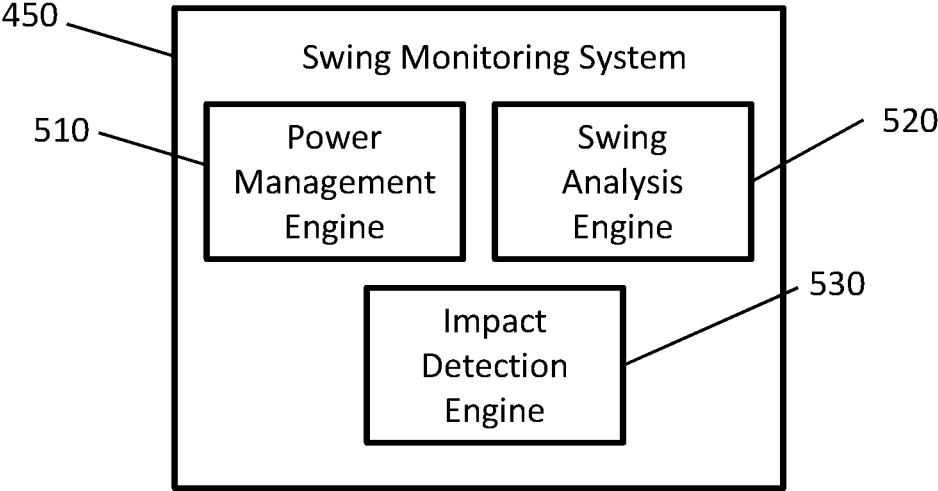 450
Swing Monitoring System
510
Power
Management
Engine
Swing
Analysis
Engine
520
Impact
Detection
Engine
530